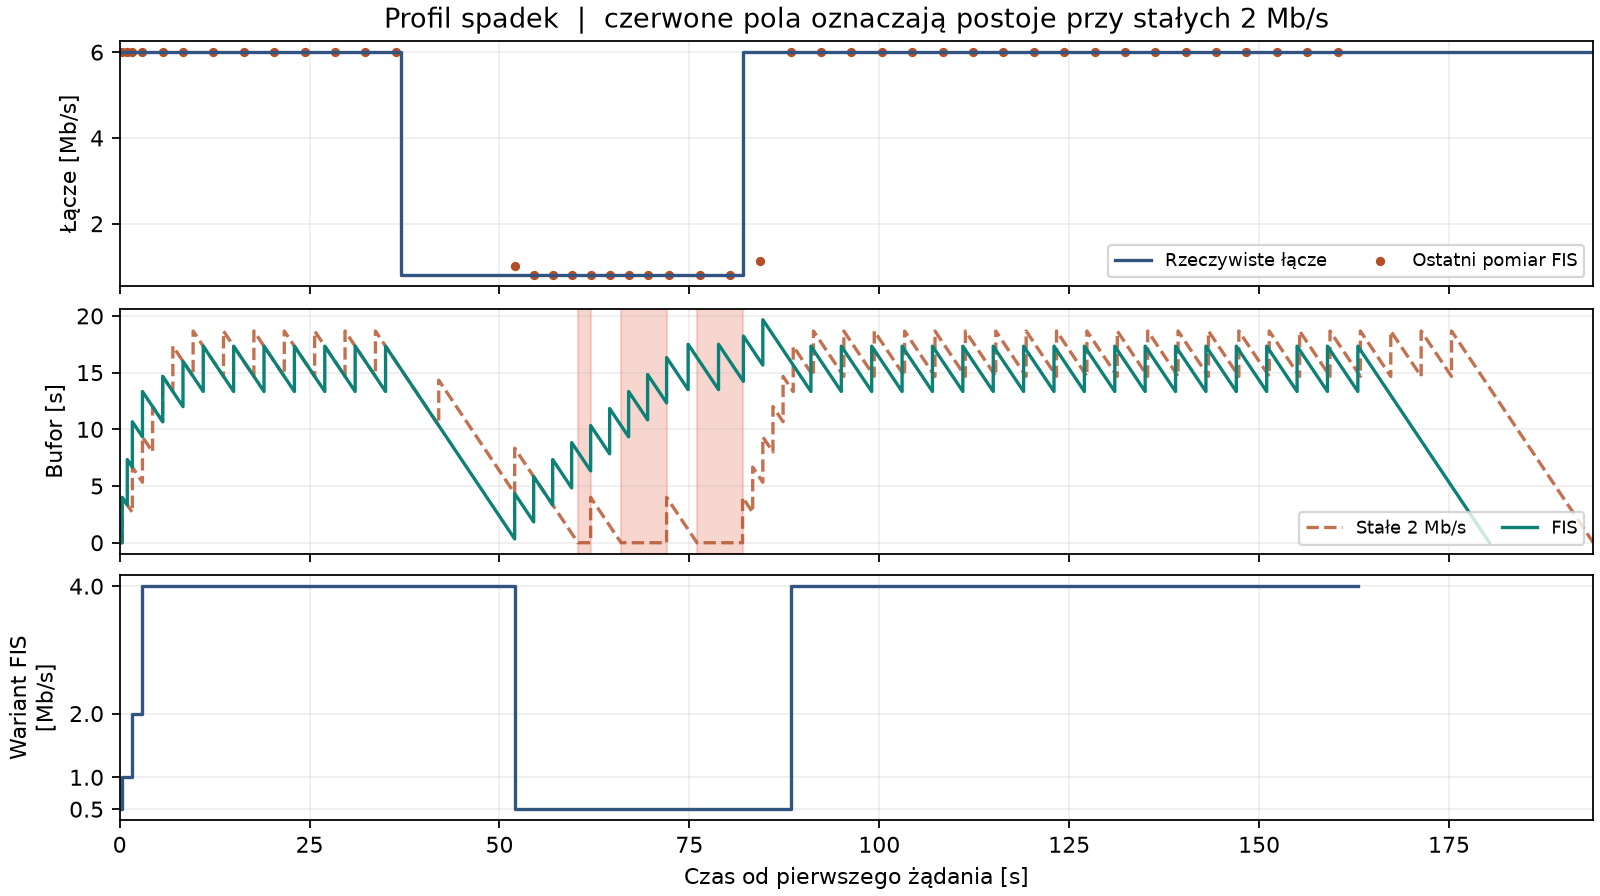 Profil spadek | czerwone pola oznaczają postoje przy stałych 2 Mb/s
Łącze [Mb/s]
6
4
2
Rzeczywiste łącze
Ostatni pomiar FIS
Bufor [s]
20
15
10
5
0
Stałe 2 Mb/s
FIS
Wariant FIS
[Mb/s]
4.0
2.0
1.0
0.5
0
25
50
75
100
125
150
175
Czas od pierwszego żądania [s]